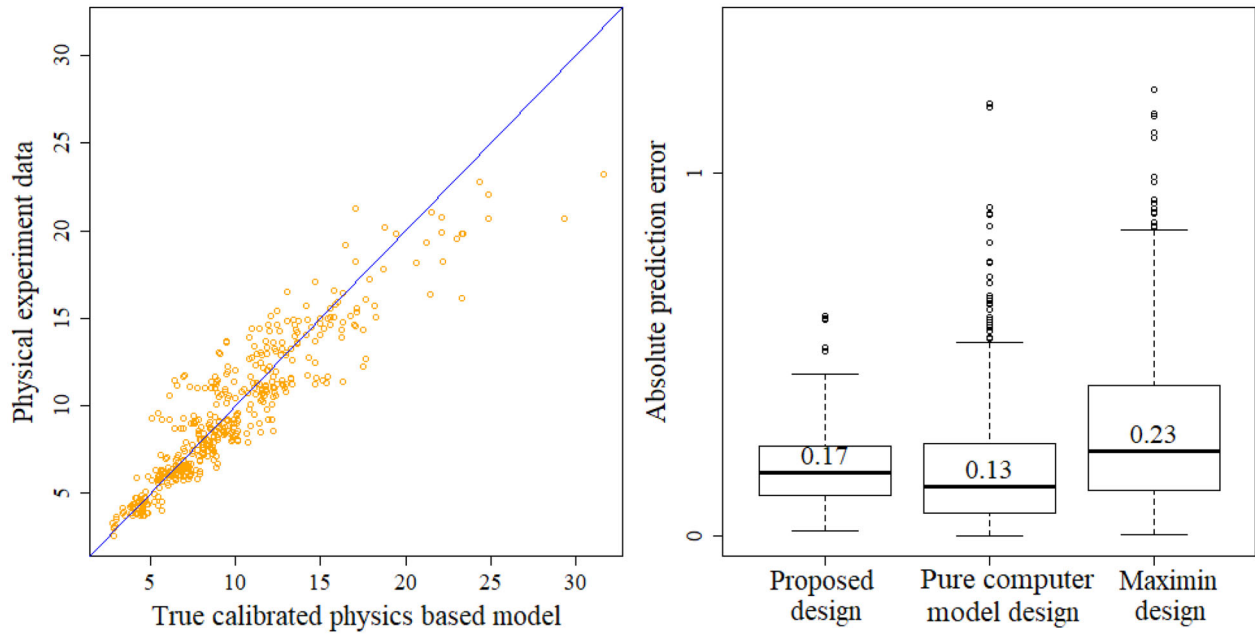 Physical experiment data
30
25
20
15
10
5
5 10 15 20 25 30
True calibrated physics based model
Absolute prediction error
1
0
0.17
0.13
0.23
Proposed
design
Pure computer
model design
Maximin
design